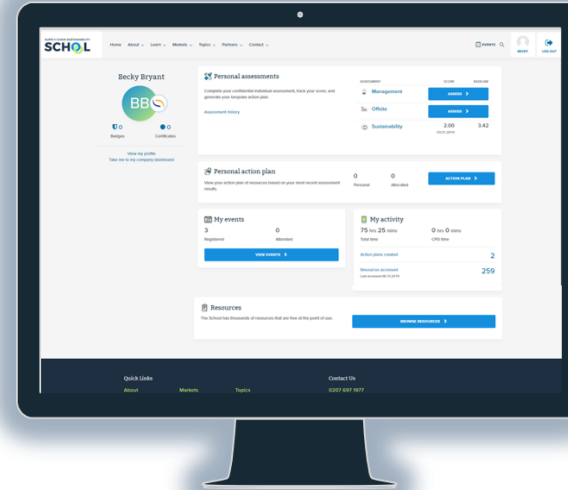 SUPPLY CHAIN SUSTAINABILITY
SCHOOL
Home About Learn Markets Topics Partners Contact
EVENTS
BECKY
LOG OUT
Becky Bryant
BB
0 0
Badges Certificates
View my profile
Take me to my company dashboard
Personal assessments
Complete your confidential individual assessment, track your score, and
generate your bespoke action plan
Assessment history
ASSESSMENT SCORE BASELINE
Management ASSESS
Offsite ASSESS
Sustainability 2.00 3.42
Personal action plan
View your action plan of resources based on your most recent assessment
results.
0 0
Personal Allocated
ACTION PLAN
My events
3 0
Registered Attended
VIEW EVENTS
My activity
75 hrs 25 mins 0 hrs 0 mins
Total time CPD time
Action plans created 2
Resources accessed 259
Resources
The School has thousands of resources that are free at the point of use.
BROWSE RESOURCES
Quick Links Contact Us
About Markets Topics 0207 697 1977